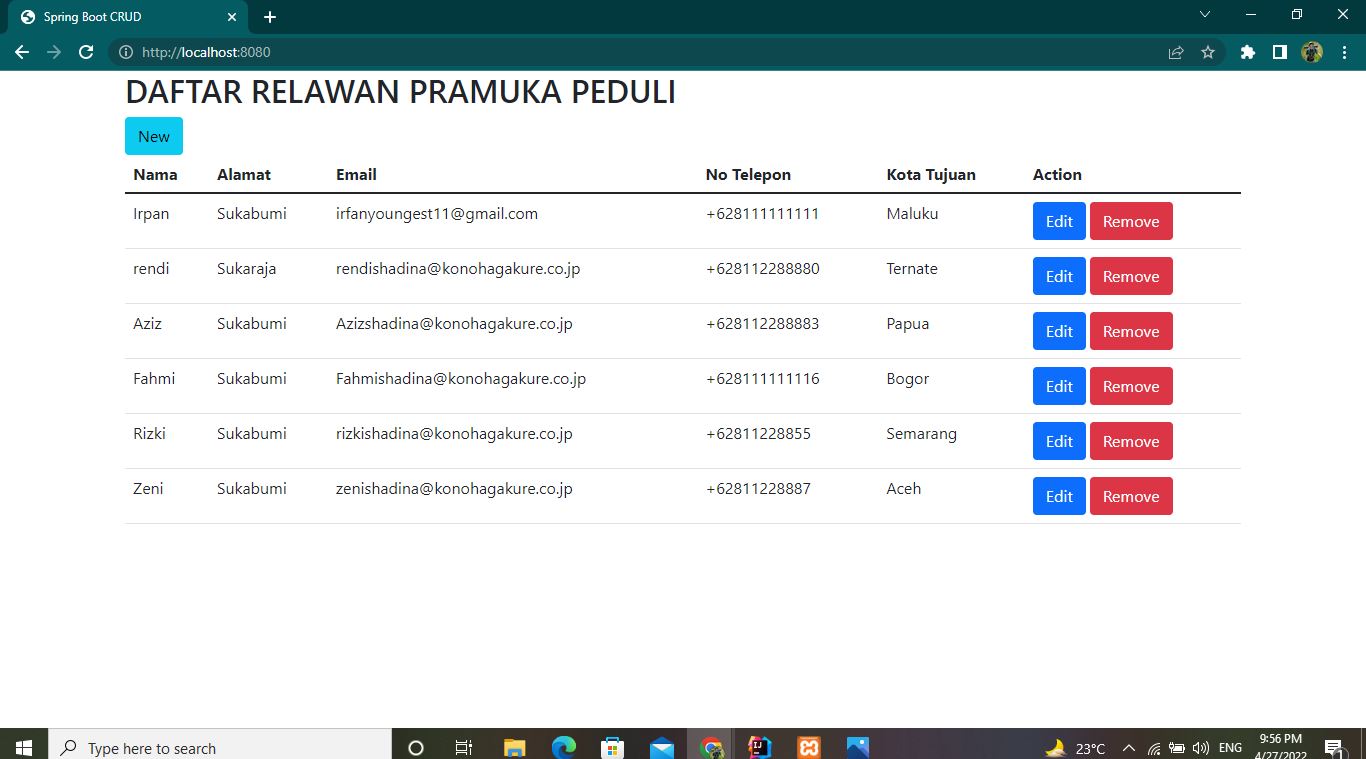 Spring Boot CRUD
http://localhost:8080
DAFTAR RELAWAN PRAMUKA PEDULI
New
Nama Alamat Email No Telepon Kota Tujuan Action
Irpan Sukabumi irfanyoungest11@gmail.com +628111111111 Maluku Edit Remove
rendi Sukaraja rendishadina@konohagakure.co.jp +628112288880 Ternate Edit Remove
Aziz Sukabumi Azizshadina@konohagakure.co.jp +628112288883 Papua Edit Remove
Fahmi Sukabumi Fahmishadina@konohagakure.co.jp +628111111116 Bogor Edit Remove
Rizki Sukabumi rizkishadina@konohagakure.co.jp +62811228855 Semarang Edit Remove
Zeni Sukabumi zenishadina@konohagakure.co.jp +62811228887 Aceh Edit Remove
Type here to search
23°C ENG 9:56 PM
4/27/2022
1